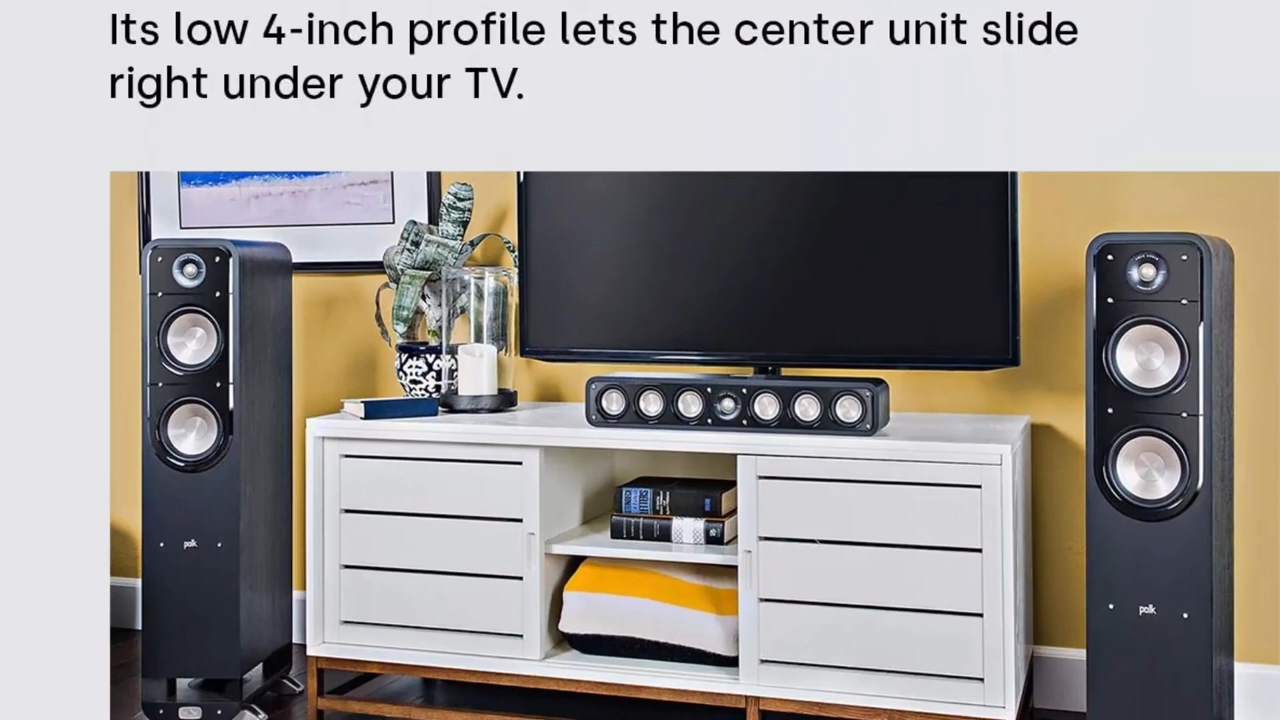 Its low 4-inch profile lets the center unit slide
right under your TV.
polk
polk